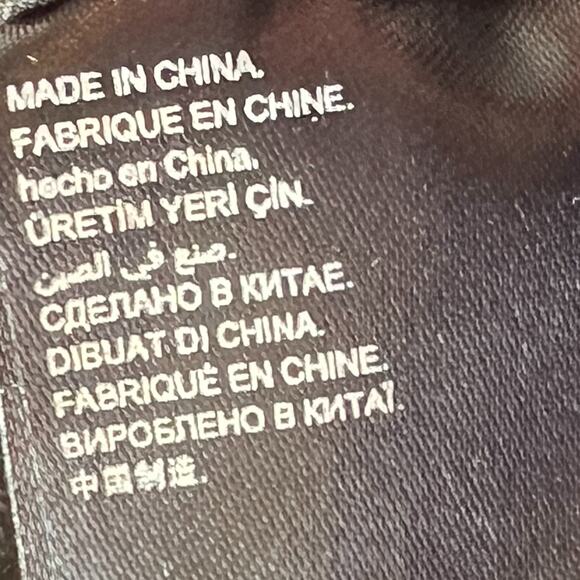 MADE IN CHINA.
FABRIQUE EN CHINE.
hecho en China.
ÜRETİM YERİ ÇİN.
صنع في الصين.
СДЕЛАНО В КИТАЕ.
DIBUAT DI CHINA.
FABRIQUÉ EN CHINE.
ВИРОБЛЕНО В КИТАЇ.
中国制造.